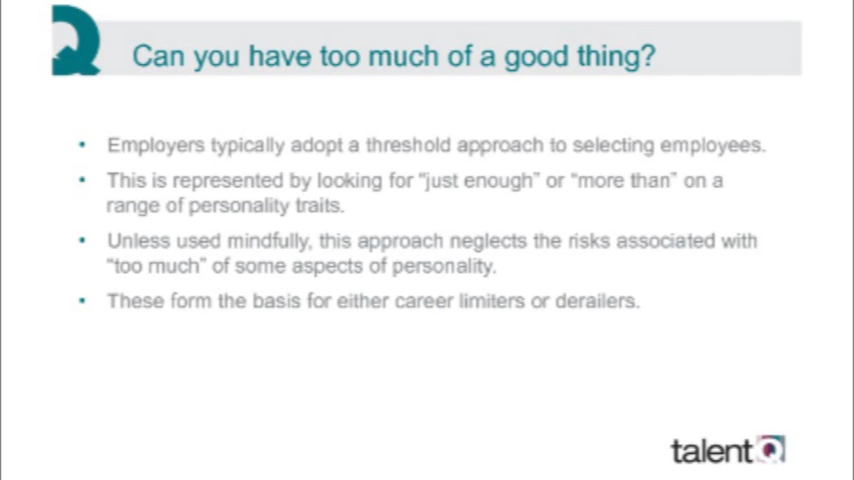 Can you have too much of a good thing?
• Employers typically adopt a threshold approach to selecting employees.
• This is represented by looking for “just enough” or “more than” on a
range of personality traits.
• Unless used mindfully, this approach neglects the risks associated with
“too much” of some aspects of personality.
• These form the basis for either career limiters or derailers.
talentQ